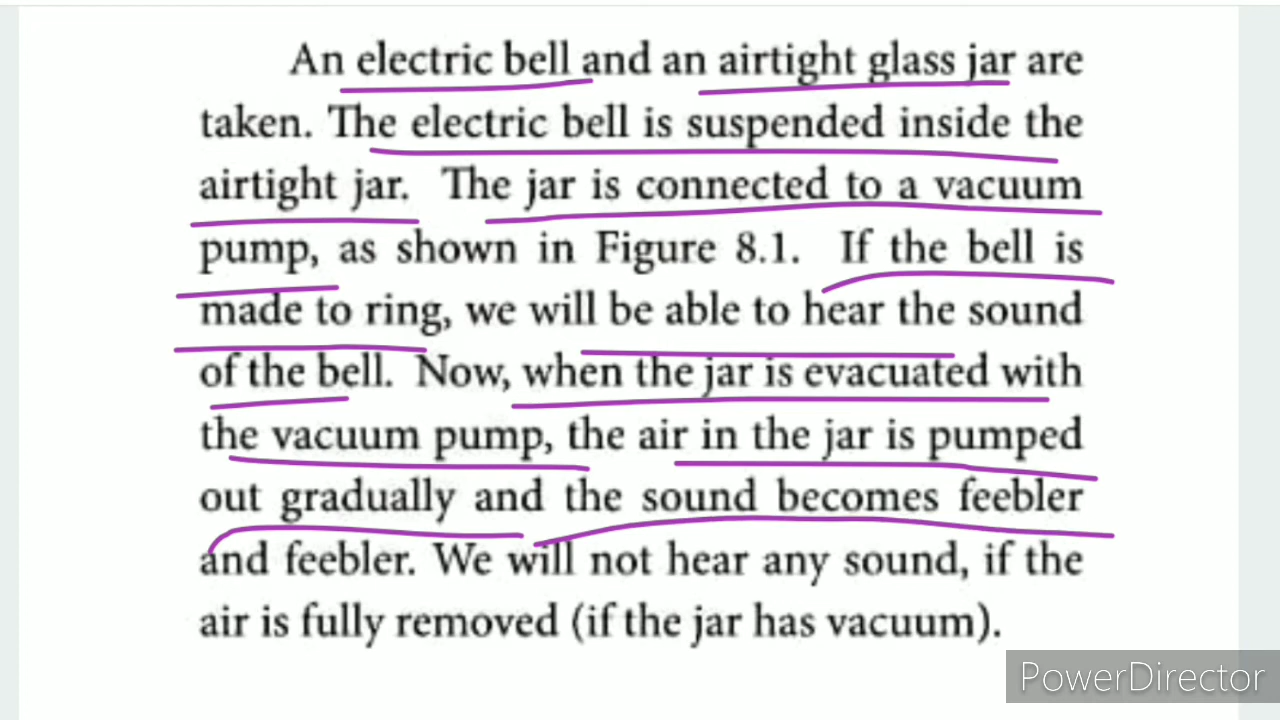 An electric bell and an airtight glass jar are
taken. The electric bell is suspended inside the
airtight jar. The jar is connected to a vacuum
pump, as shown in Figure 8.1. If the bell is
made to ring, we will be able to hear the sound
of the bell. Now, when the jar is evacuated with
the vacuum pump, the air in the jar is pumped
out gradually and the sound becomes feebler
and feebler. We will not hear any sound, if the
air is fully removed (if the jar has vacuum).
PowerDirector